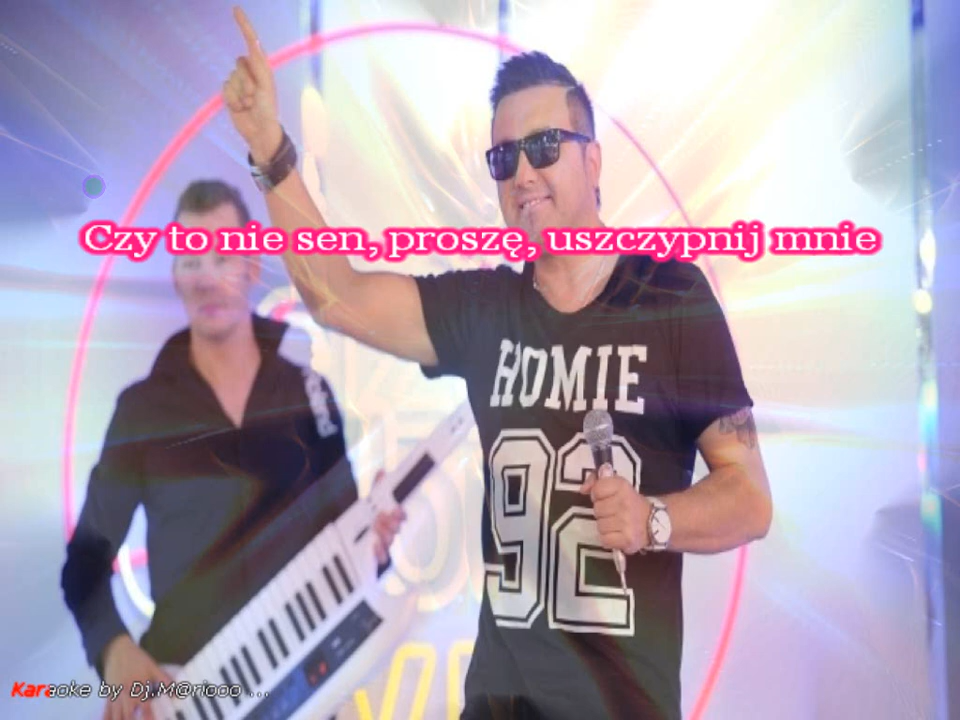 Czy to nie sen, proszę, uszczypnij mnie
HOMIE
92
Karaoke by Dj.M@riooo ...